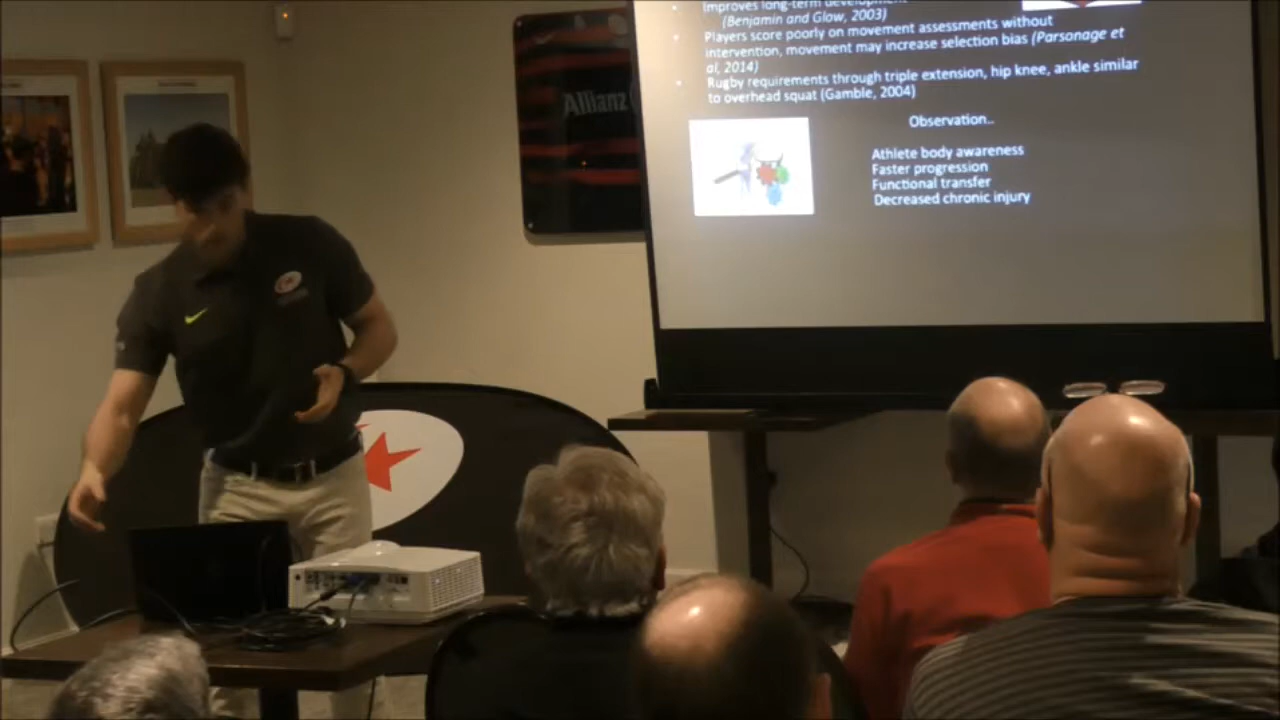 Improves long-term development
(Benjamin and Glow, 2003)
Players score poorly on movement assessments without
intervention, movement may increase selection bias (Parsonage et
al, 2014)
Rugby requirements through triple extension, hip knee, ankle similar
to overhead squat (Gamble, 2004)
Observation..
Athlete body awareness
Faster progression
Functional transfer
Decreased chronic injury
Allianz